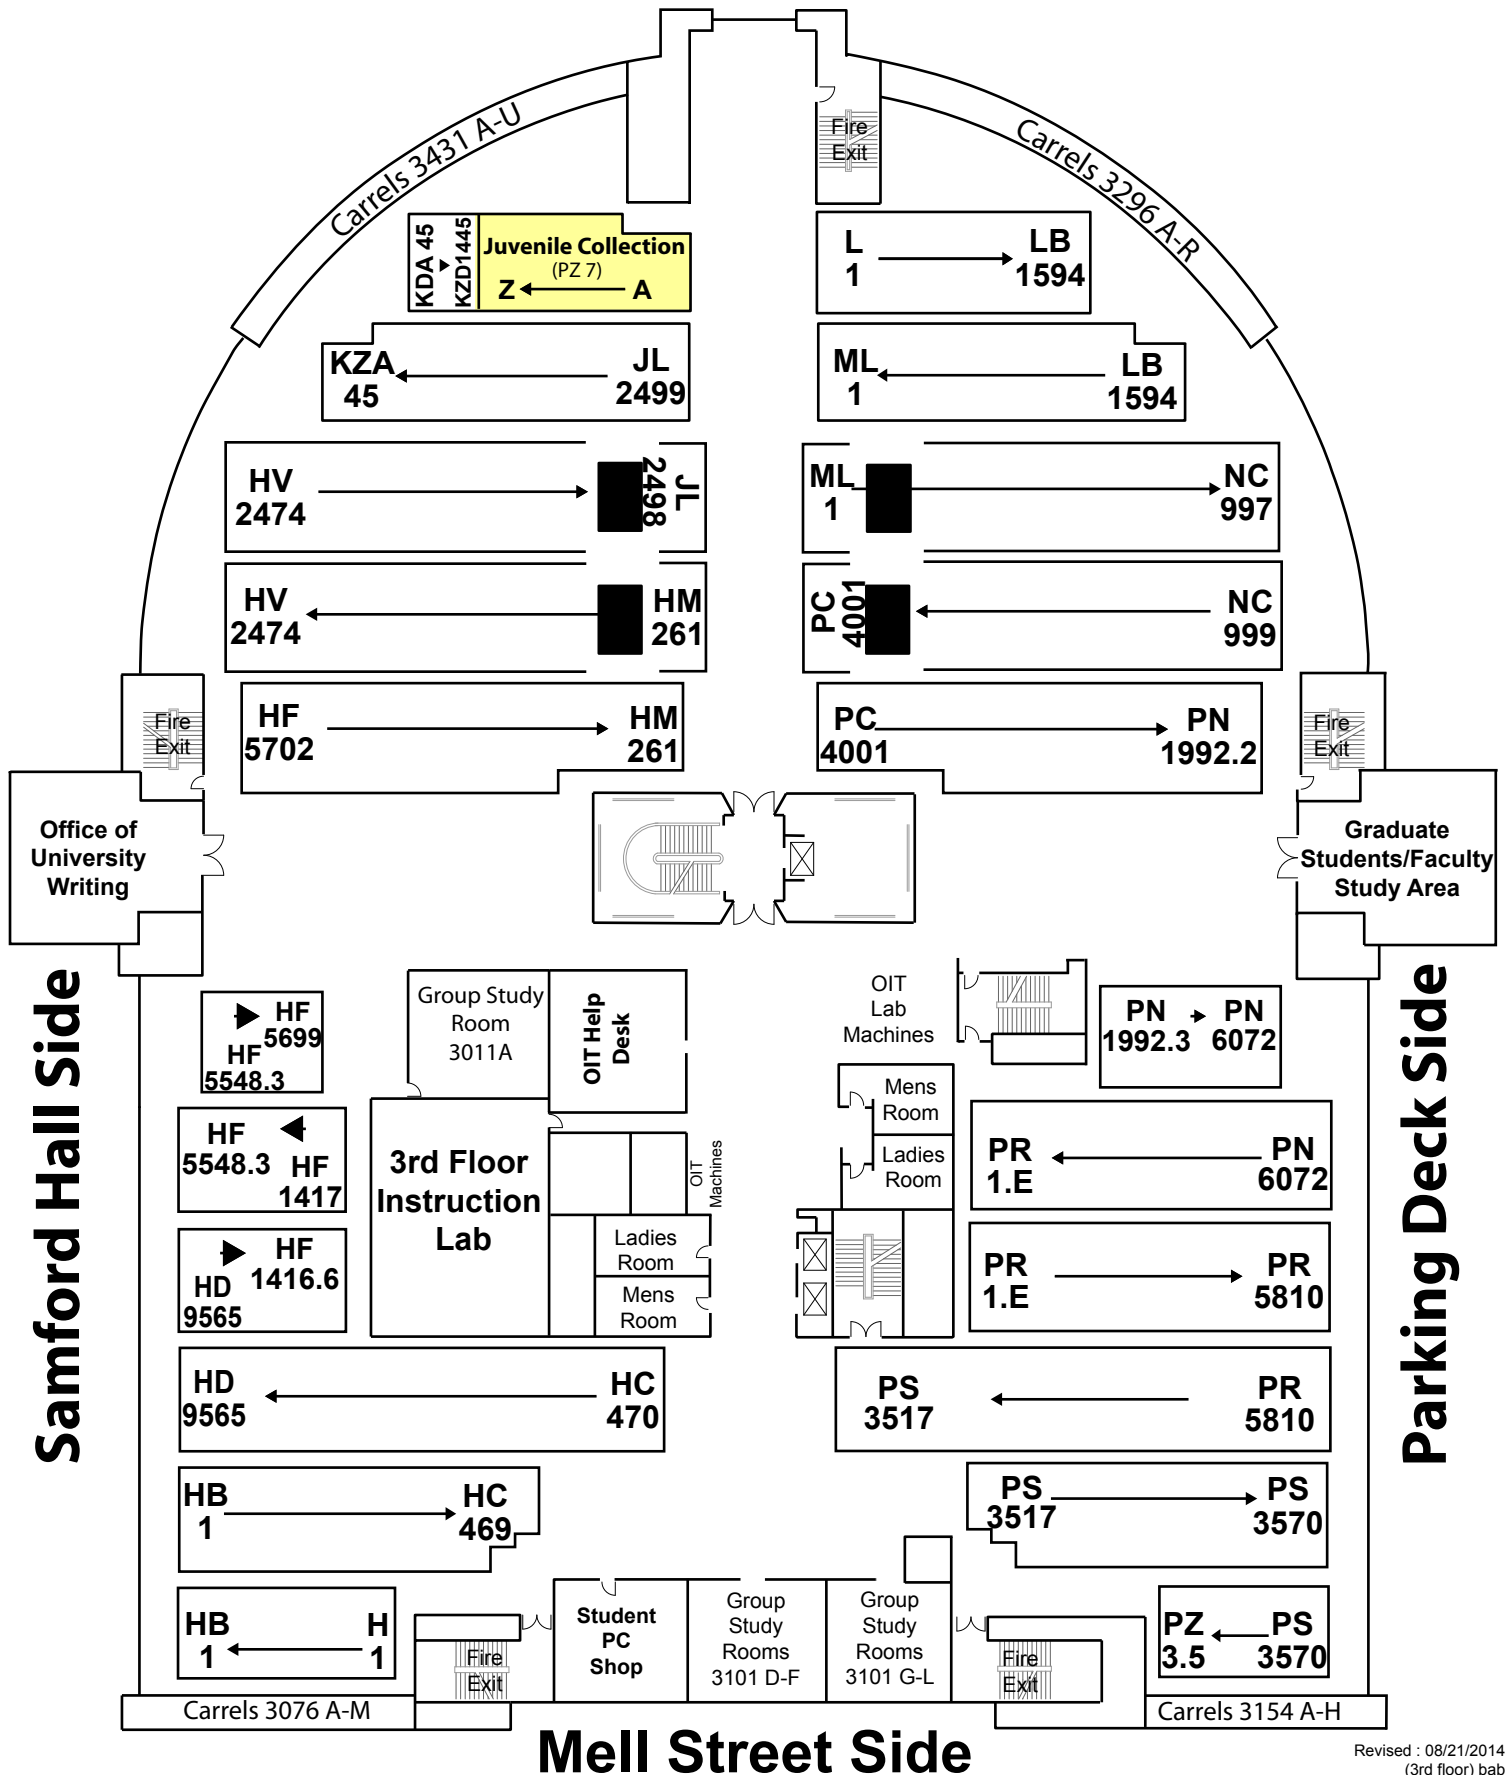 Carrels 3431 A-U
Fire
Exit
Carrels 3296 A-R
KDA 45
KZD1445
Juvenile Collection
(PZ 7)
Z A
L
1
LB
1594
KZA
45
JL
2499
ML
1
LB
1594
HV
2474
JL
2498
ML
1
NC
997
HV
2474
HM
261
PC
4001
NC
999
HF
5702
HM
261
PC
4001
PN
1992.2
Fire
Exit
Fire
Exit
Office of
University
Writing
Graduate
Students/Faculty
Study Area
Samford Hall Side
Parking Deck Side
HF
5699
HF
5548.3
Group Study
Room
3011A
OIT Help
Desk
OIT
Lab
Machines
PN
1992.3
PN
6072
Mens
Room
Ladies
Room
HF
5548.3
HF
1417
3rd Floor
Instruction
Lab
OIT
Machines
PR
1.E
PN
6072
HF
1416.6
HD
9565
Ladies
Room
Mens
Room
PR
1.E
PR
5810
HD
9565
HC
470
PS
3517
PR
5810
HB
1
HC
469
PS
3517
PS
3570
HB
1
H
1
Fire
Exit
Student
PC
Shop
Group
Study
Rooms
3101 D-F
Group
Study
Rooms
3101 G-L
Fire
Exit
PZ
3.5
PS
3570
Carrels 3076 A-M
Carrels 3154 A-H
Mell Street Side
Revised : 08/21/2014
(3rd floor) bab